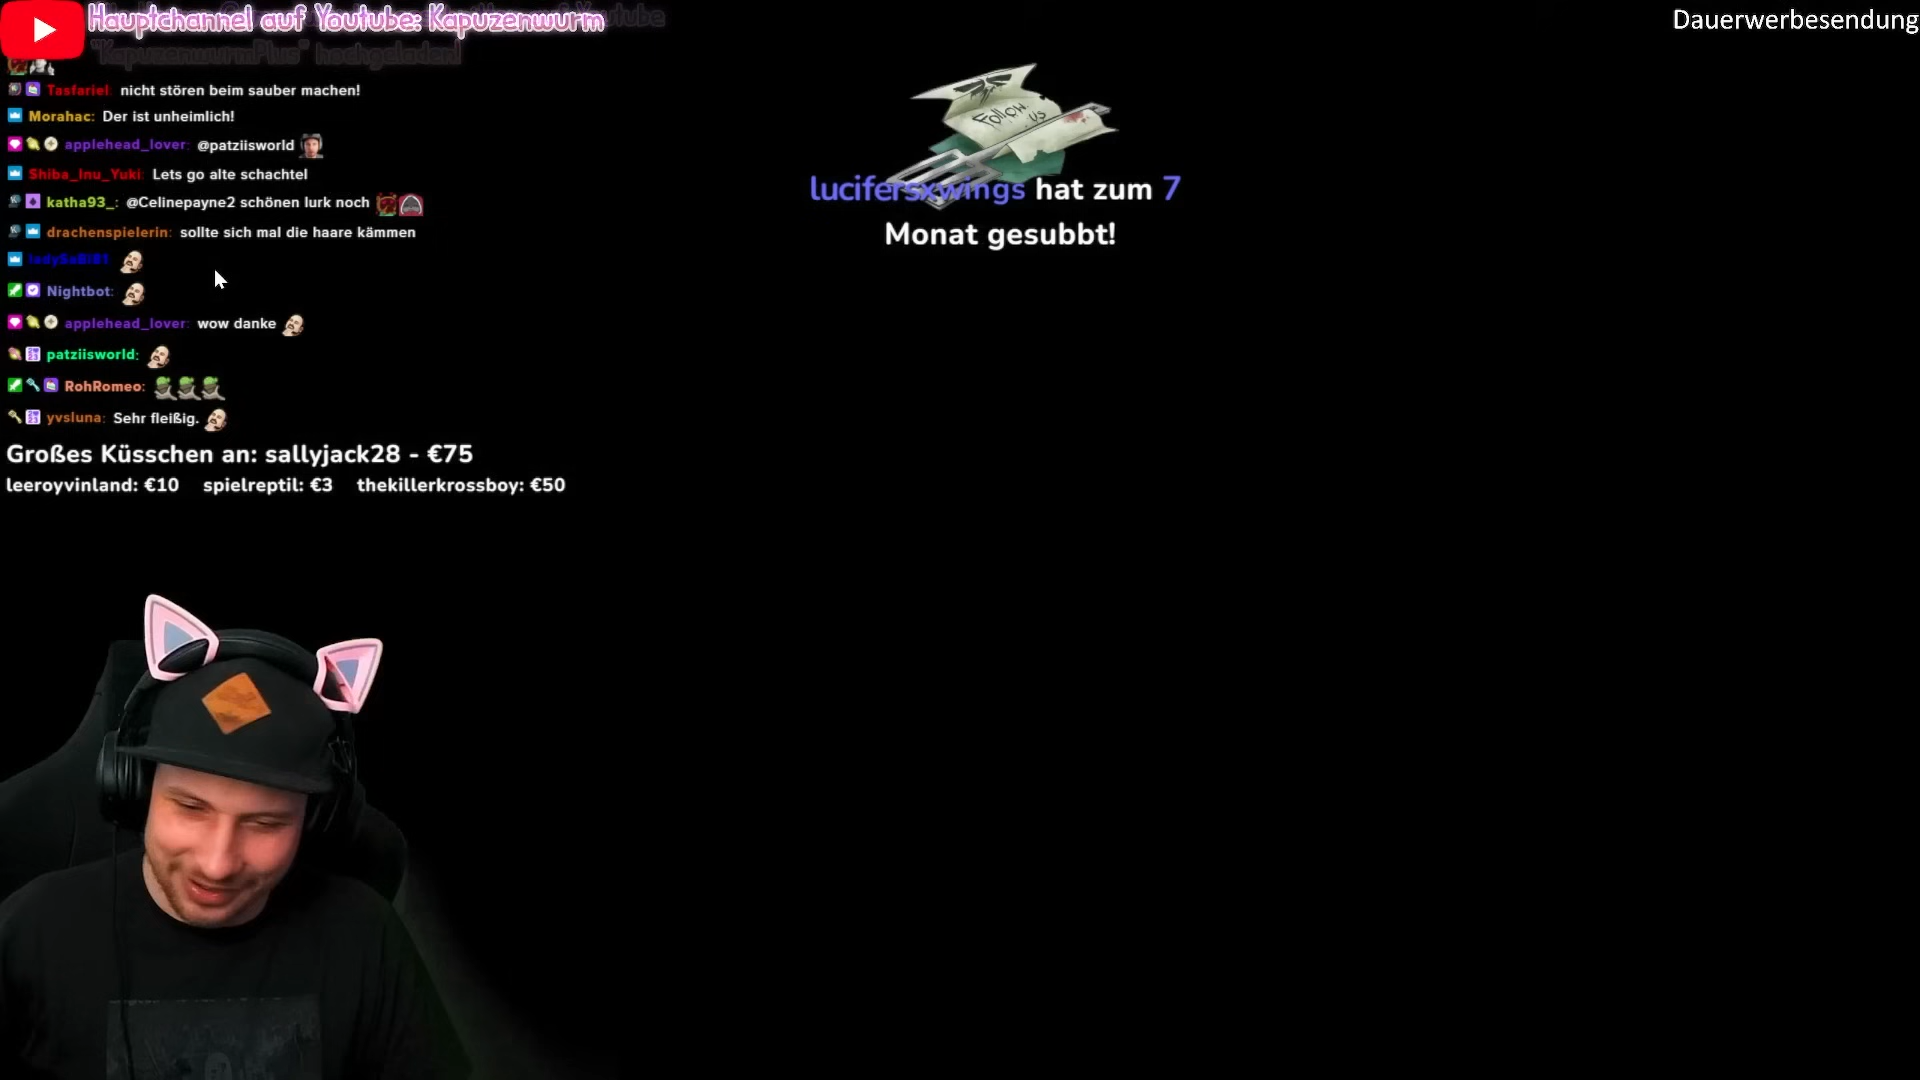 Hauptchannel auf Youtube: Kapuzenwurm
"KapuzenwurmPlus" hochgeladen!
Dauerwerbesendung
Tasfariel nicht stören beim sauber machen!
Morahac: Der ist unheimlich!
applehead_lover: @patziisworld
Shiba_Inu_Yuki: Lets go alte schachtel
katha93_: @Celinepayne2 schönen lurk noch
drachenspielerin: sollte sich mal die haare kämmen
Nightbot:
applehead_lover: wow danke
patziisworld:
RohRomeo:
yvsluna: Sehr fleißig.
Großes Küsschen an: sallyjack28 - €75
leeroyvinland: €10 spielreptil: €3 thekillerkrossboy: €50
Follow
Us
lucifersxwings hat zum 7
Monat gesubbt!